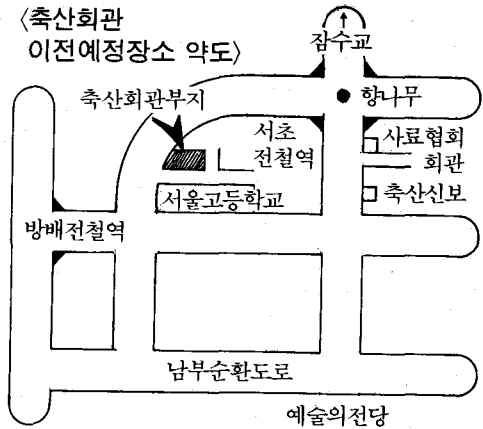 〈축산회관
이전예정장소 약도〉
잠수교
축산회관부지
향나무
서초
전철역
사료협회
회관
서울고등학교
축산신보
방배전철역
남부순환도로
예술의전당